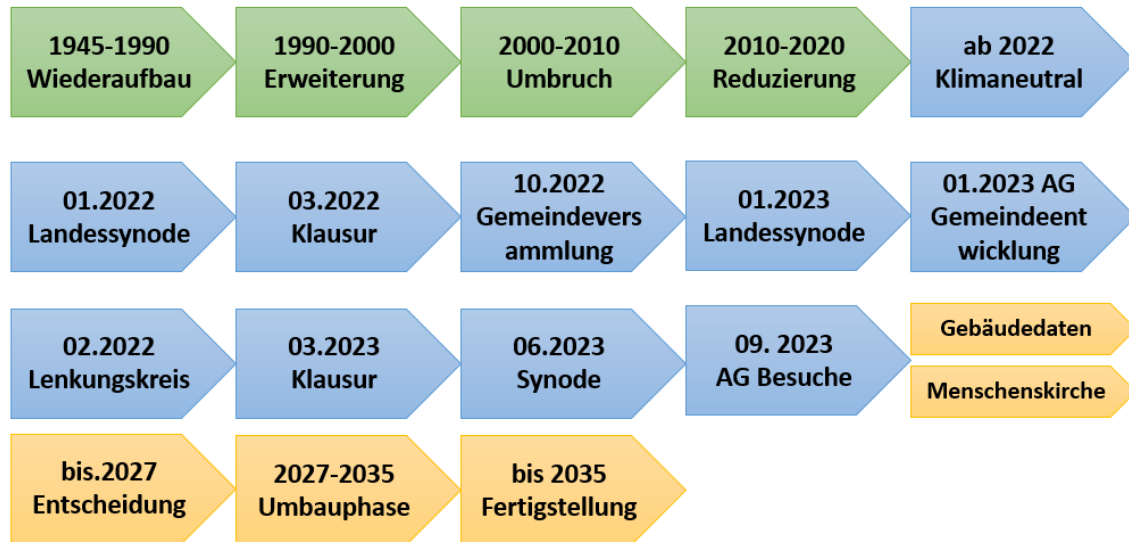 1945-1990
Wiederaufbau
1990-2000
Erweiterung
2000-2010
Umbruch
2010-2020
Reduzierung
ab 2022
Klimaneutral
01.2022
Landessynode
03.2022
Klausur
10.2022
Gemeindevers
ammlung
01.2023
Landessynode
01.2023 AG
Gemeindeent
wicklung
02.2022
Lenkungskreis
03.2023
Klausur
06.2023
Synode
09. 2023
AG Besuche
Gebäudedaten
Menschenskirche
bis.2027
Entscheidung
2027-2035
Umbauphase
bis 2035
Fertigstellung